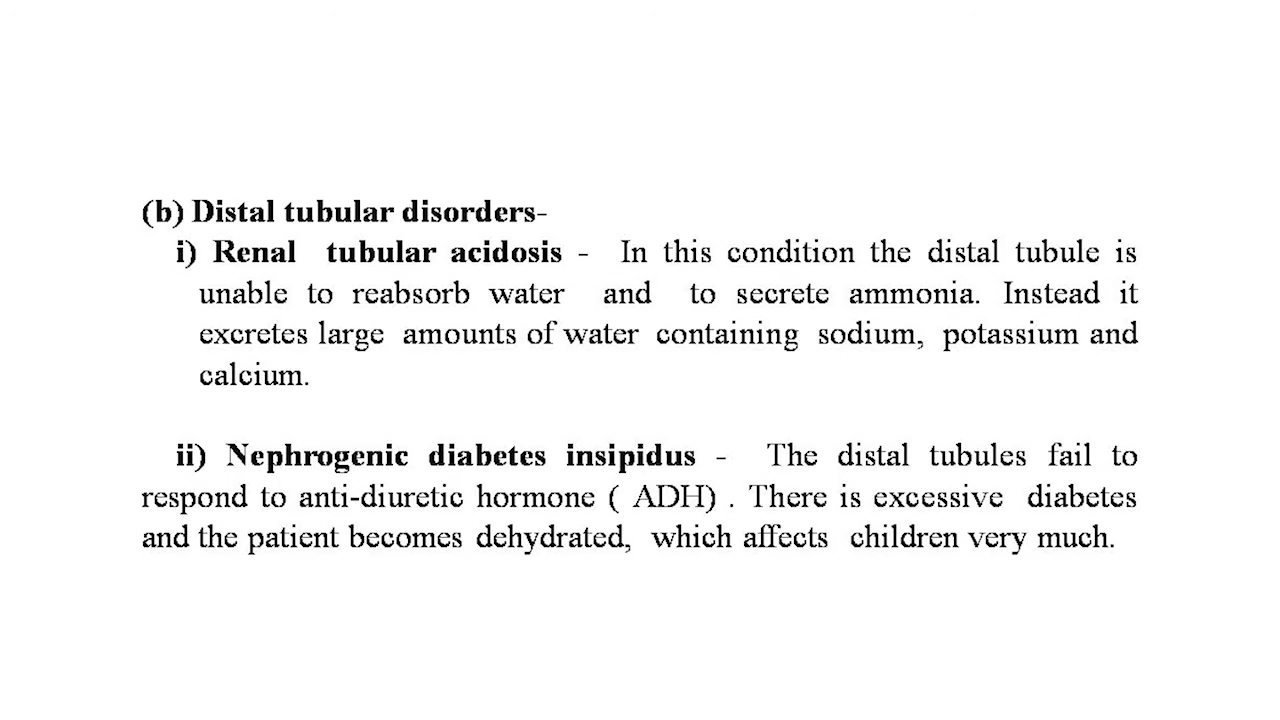 (b) Distal tubular disorders-
i) Renal tubular acidosis - In this condition the distal tubule is
unable to reabsorb water and to secrete ammonia. Instead it
excretes large amounts of water containing sodium, potassium and
calcium.
ii) Nephrogenic diabetes insipidus - The distal tubules fail to
respond to anti-diuretic hormone ( ADH) . There is excessive diabetes
and the patient becomes dehydrated, which affects children very much.